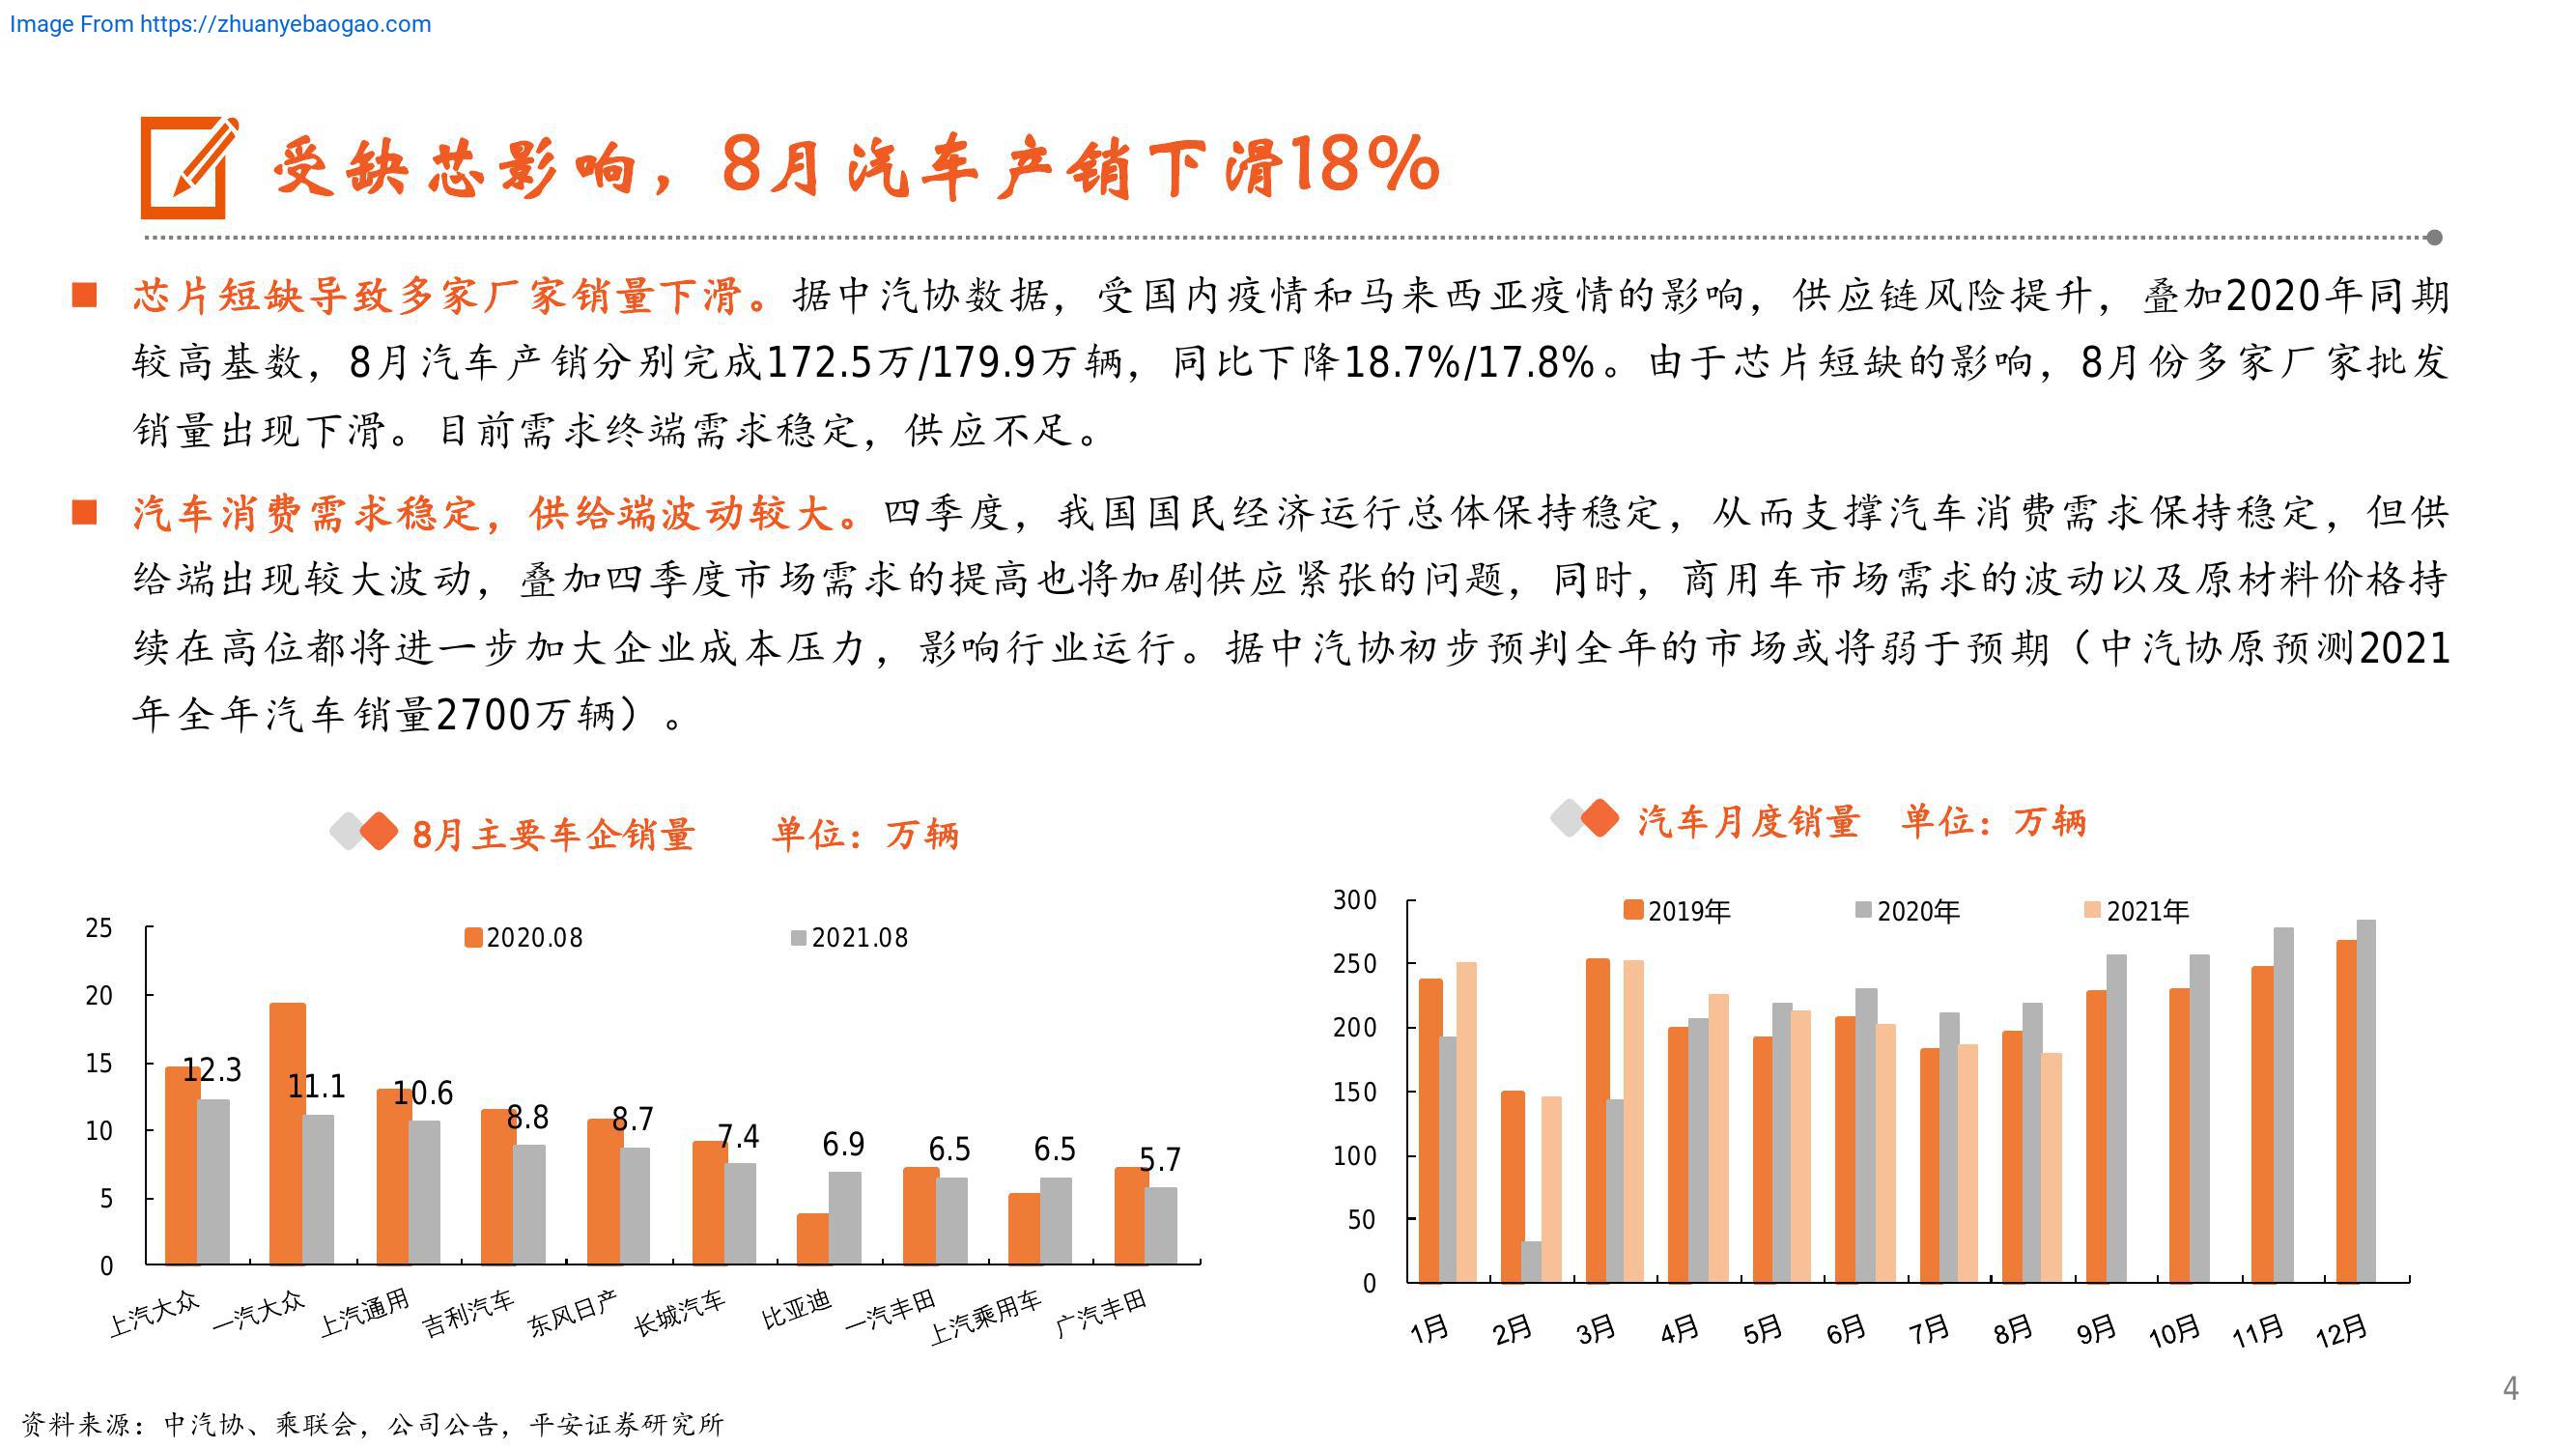 Image From https://zhuanyebaogao.com
受缺芯影响，8月汽车产销下滑18%
■ 芯片短缺导致多家厂家销量下滑。据中汽协数据，受国内疫情和马来西亚疫情的影响，供应链风险提升，叠加2020年同期
较高基数，8月汽车产销分别完成172.5万/179.9万辆，同比下降18.7%/17.8%。由于芯片短缺的影响，8月份多家厂家批发
销量出现下滑。目前需求终端需求稳定，供应不足。
■ 汽车消费需求稳定，供给端波动较大。四季度，我国国民经济运行总体保持稳定，从而支撑汽车消费需求保持稳定，但供
给端出现较大波动，叠加四季度市场需求的提高也将加剧供应紧张的问题，同时，商用车市场需求的波动以及原材料价格持
续在高位都将进一步加大企业成本压力，影响行业运行。据中汽协初步预判全年的市场或将弱于预期（中汽协原预测2021
年全年汽车销量2700万辆）。
8月主要车企销量 单位：万辆
2020.08 2021.08
25
20
15
10
5
0
12.3 11.1 10.6 8.8 8.7 7.4 6.9 6.5 6.5 5.7
上汽大众 一汽大众 上汽通用 吉利汽车 东风日产 长城汽车 比亚迪 一汽丰田 上汽乘用车 广汽丰田
汽车月度销量 单位：万辆
2019年 2020年 2021年
300
250
200
150
100
50
0
1月 2月 3月 4月 5月 6月 7月 8月 9月 10月 11月 12月
4
资料来源：中汽协、乘联会，公司公告，平安证券研究所